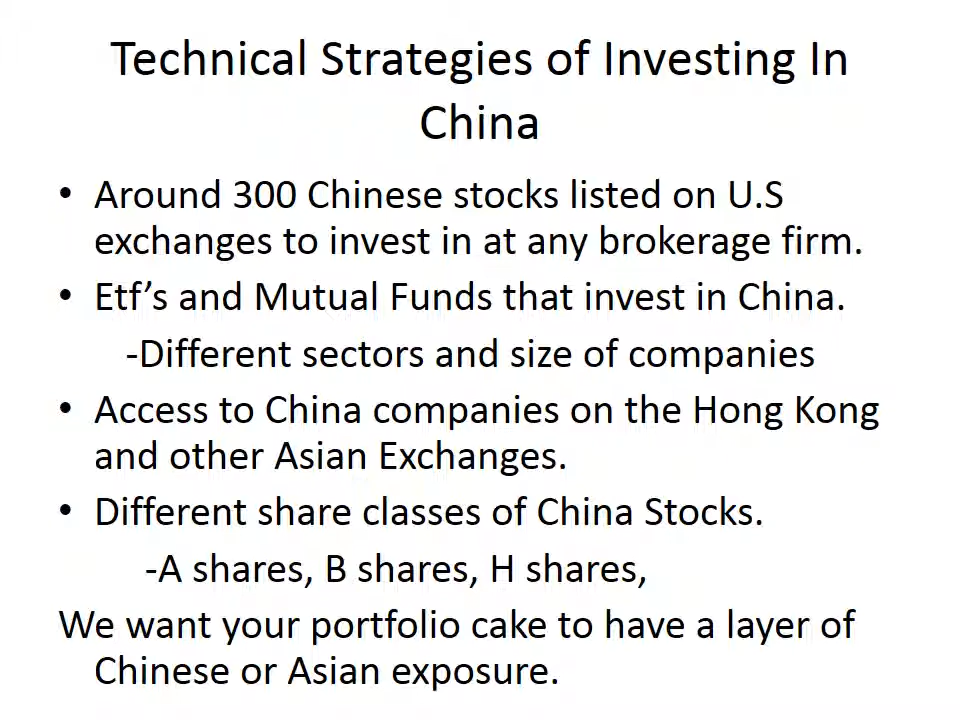 Technical Strategies of Investing In
China
• Around 300 Chinese stocks listed on U.S
exchanges to invest in at any brokerage firm.
• Etf’s and Mutual Funds that invest in China.
-Different sectors and size of companies
• Access to China companies on the Hong Kong
and other Asian Exchanges.
• Different share classes of China Stocks.
-A shares, B shares, H shares,
We want your portfolio cake to have a layer of
Chinese or Asian exposure.